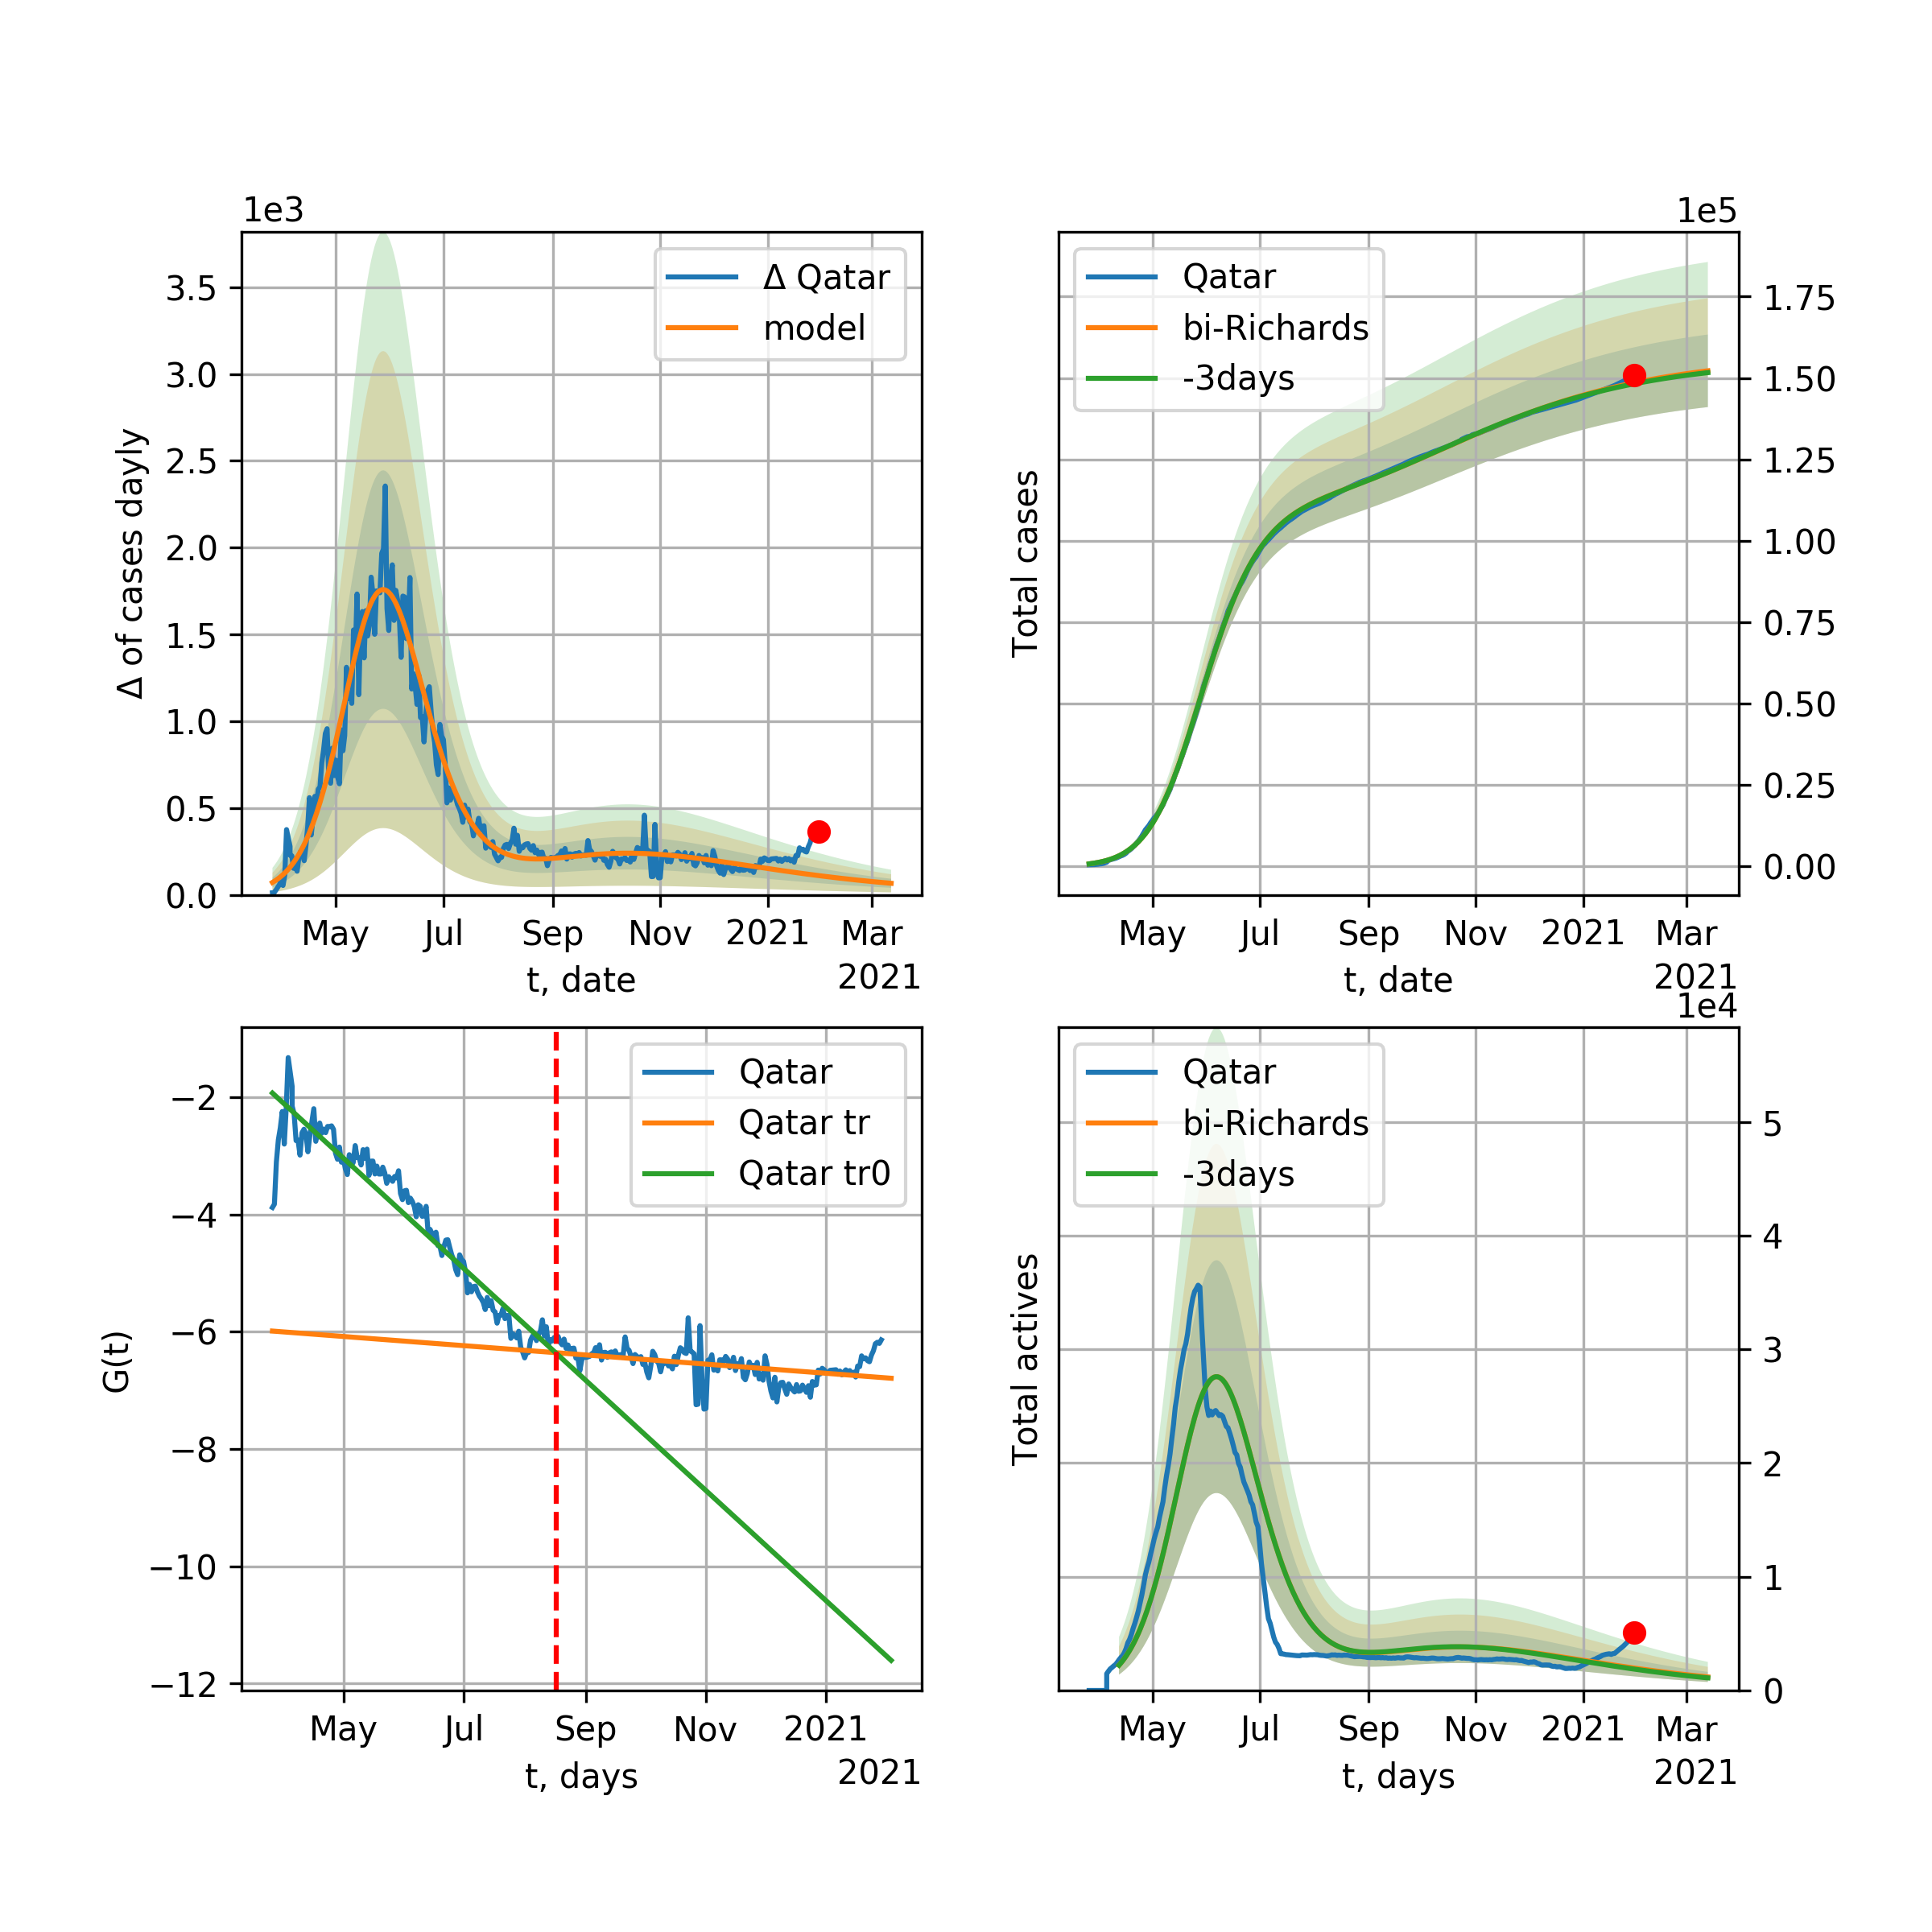 1e3
3.5
3.0
2.5
2.0
1.5
1.0
0.5
0.0
Δ of cases dayly
Δ Qatar
model
May Jul Sep Nov 2021 Mar
t, date
2021
1e5
Total cases
Qatar
bi-Richards
-3days
1.75
1.50
1.25
1.00
0.75
0.50
0.25
0.00
May Jul Sep Nov 2021 Mar
t, date
2021
−2
−4
−6
−8
−10
−12
G(t)
Qatar
Qatar tr
Qatar tr0
May Jul Sep Nov 2021
t, days
2021
1e4
Total actives
Qatar
bi-Richards
-3days
5
4
3
2
1
0
May Jul Sep Nov 2021 Mar
t, days
2021